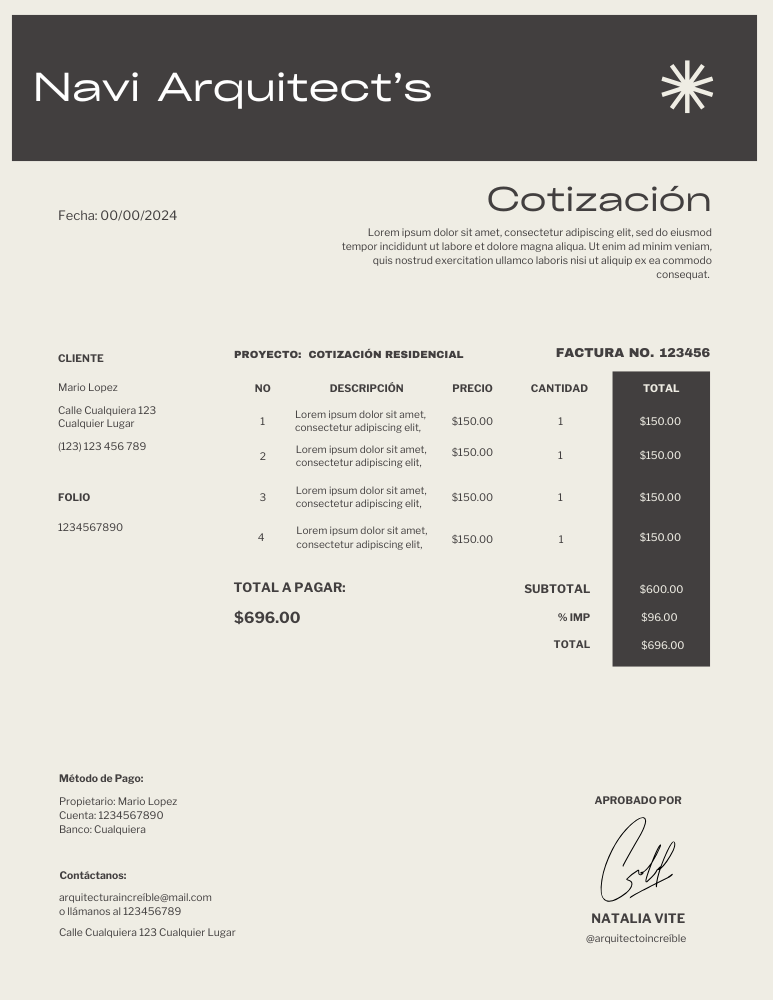 Navi Arquitect’s
Cotización
Fecha: 00/00/2024
Lorem ipsum dolor sit amet, consectetur adipiscing elit, sed do eiusmod
tempor incididunt ut labore et dolore magna aliqua. Ut enim ad minim veniam,
quis nostrud exercitation ullamco laboris nisi ut aliquip ex ea commodo
consequat.
CLIENTE
Mario Lopez
Calle Cualquiera 123
Cualquier Lugar
(123) 123 456 789
FOLIO
1234567890
PROYECTO: COTIZACIÓN RESIDENCIAL
FACTURA NO. 123456
NO DESCRIPCIÓN PRECIO CANTIDAD TOTAL
1 Lorem ipsum dolor sit amet, $150.00 1 $150.00
consectetur adipiscing elit,
2 Lorem ipsum dolor sit amet, $150.00 1 $150.00
consectetur adipiscing elit,
3 Lorem ipsum dolor sit amet, $150.00 1 $150.00
consectetur adipiscing elit,
4 Lorem ipsum dolor sit amet, $150.00 1 $150.00
consectetur adipiscing elit,
TOTAL A PAGAR:
$696.00
SUBTOTAL $600.00
% IMP $96.00
TOTAL $696.00
Método de Pago:
Propietario: Mario Lopez
Cuenta: 1234567890
Banco: Cualquiera
Contáctanos:
arquitecturaincreíble@mail.com
o llámanos al 123456789
Calle Cualquiera 123 Cualquier Lugar
APROBADO POR
NATALIA VITE
@arquitectoincreíble